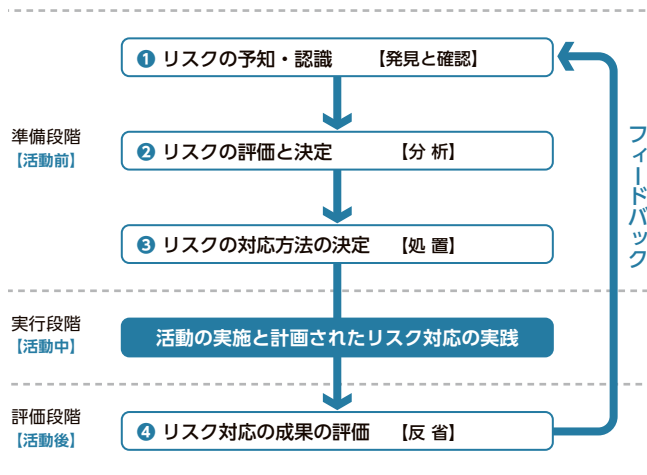 ❶ リスクの予知・認識 【発見と確認】
準備段階
【活動前】
❷ リスクの評価と決定 【分 析】
❸ リスクの対応方法の決定 【処 置】
フィードバック
実行段階
【活動中】
活動の実施と計画されたリスク対応の実践
評価段階
【活動後】
❹ リスク対応の成果の評価 【反 省】